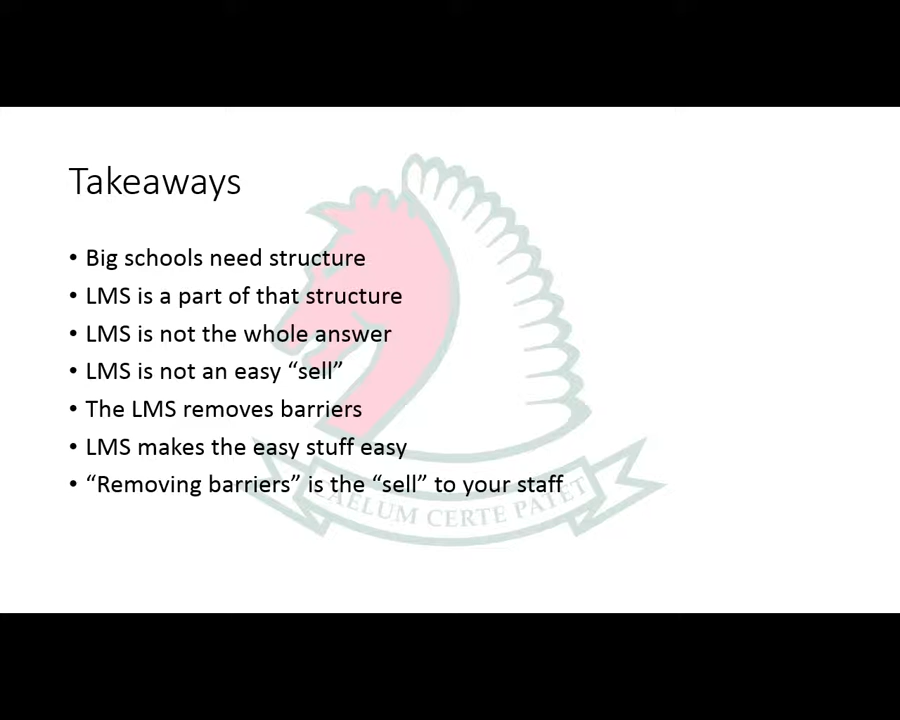 Takeaways
• Big schools need structure
• LMS is a part of that structure
• LMS is not the whole answer
• LMS is not an easy “sell”
• The LMS removes barriers
• LMS makes the easy stuff easy
• “Removing barriers” is the “sell” to your staff
CAELUM CERTE PATET